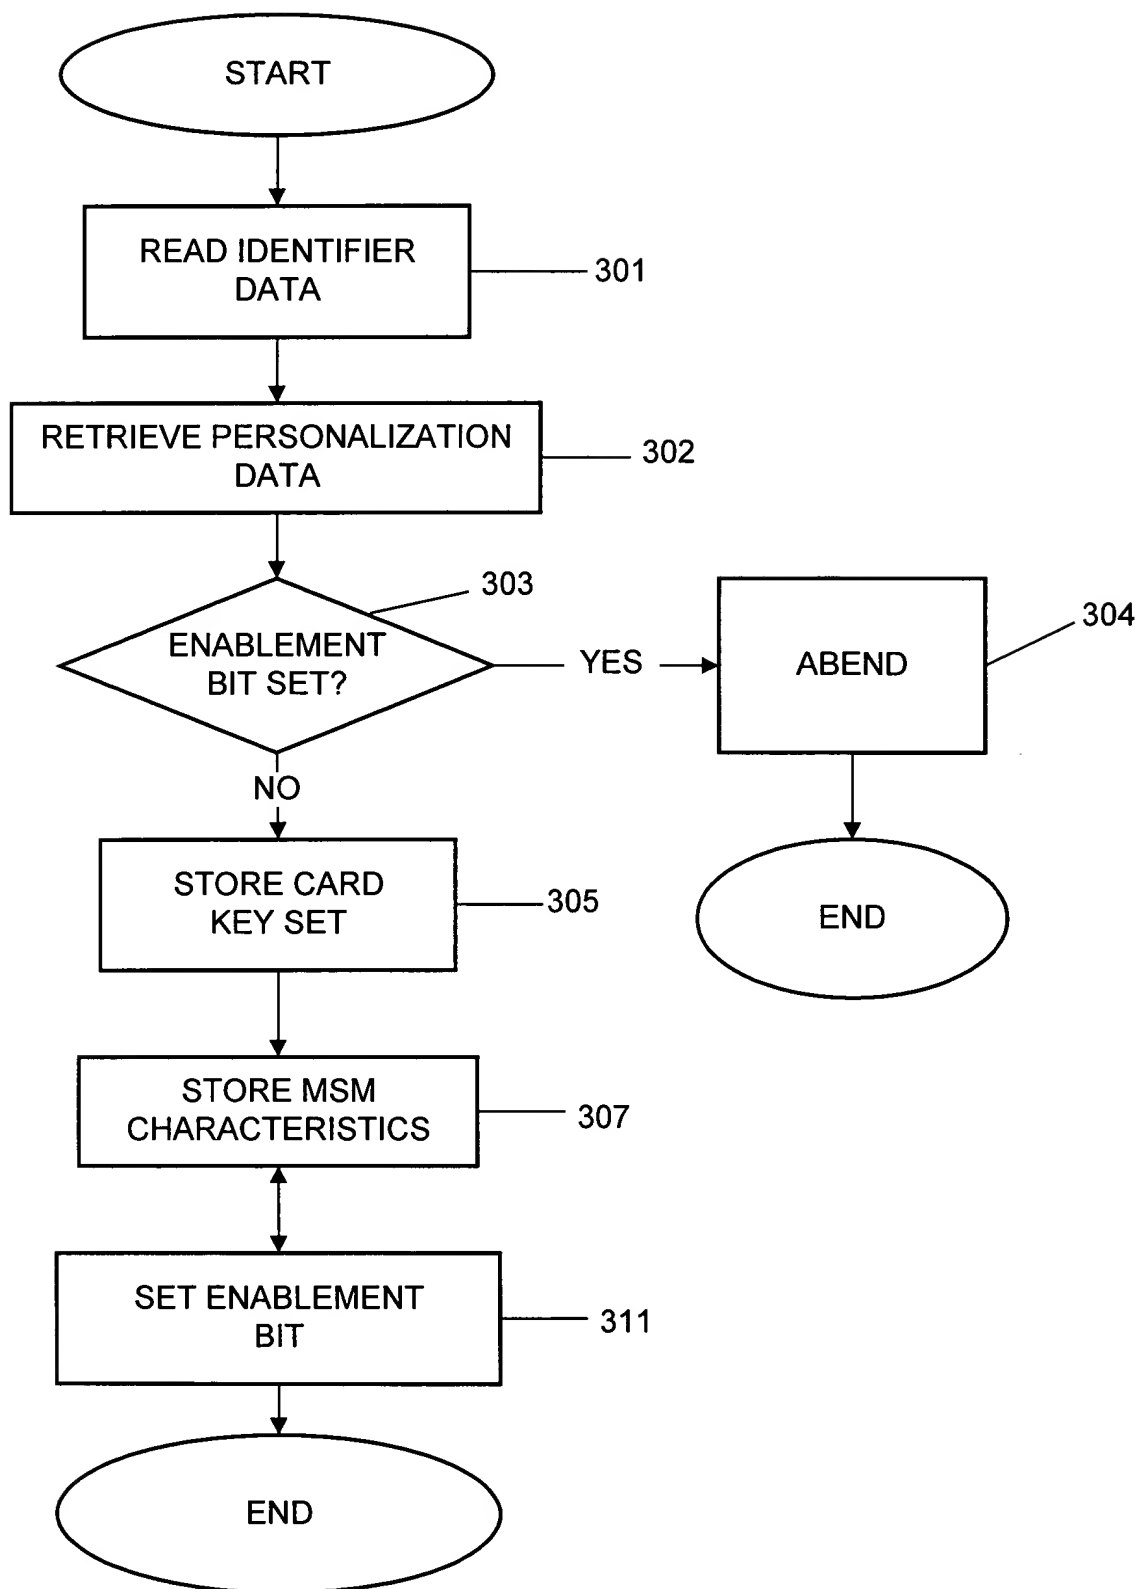 START
READ IDENTIFIER
DATA
301
RETRIEVE PERSONALIZATION
DATA
302
303
ENABLEMENT
BIT SET?
YES
ABEND
304
NO
END
STORE CARD
KEY SET
305
STORE MSM
CHARACTERISTICS
307
SET ENABLEMENT
BIT
311
END